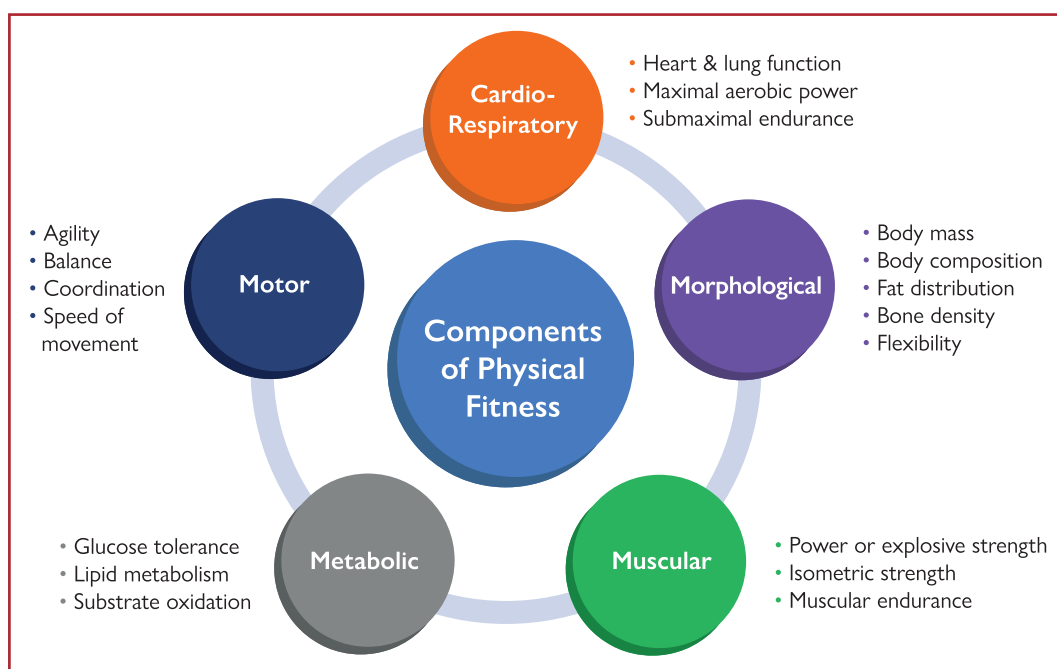 Cardio-
Respiratory
• Heart & lung function
• Maximal aerobic power
• Submaximal endurance
Morphological
• Body mass
• Body composition
• Fat distribution
• Bone density
• Flexibility
Muscular
• Power or explosive strength
• Isometric strength
• Muscular endurance
Metabolic
• Glucose tolerance
• Lipid metabolism
• Substrate oxidation
Motor
• Agility
• Balance
• Coordination
• Speed of
movement
Components
of Physical
Fitness